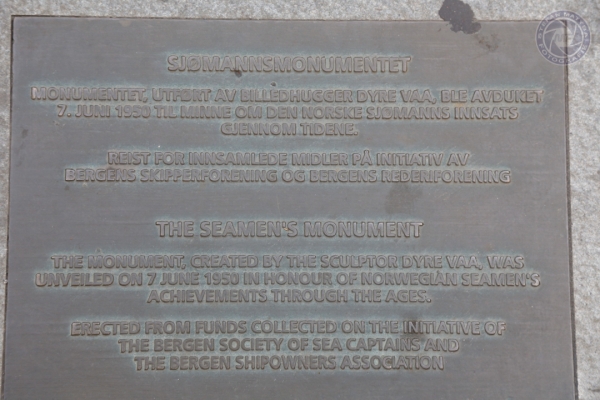 SJØMANNSMONUMENTET
MONUMENTET, UTFØRT AV BILLEDHUGGER DYRE VAA, BLE AVDUKET
7. JUNI 1950 TIL MINNE OM DEN NORSKE SJØMANNS INNSATS
GJENNOM TIDENE.
REIST FOR INNSAMLEDE MIDLER PÅ INITIATIV AV
BERGENS SKIPPERFORENING OG BERGENS REDERIFORENING
THE SEAMEN'S MONUMENT
THE MONUMENT, CREATED BY THE SCULPTOR DYRE VAA, WAS
UNVEILED ON 7 JUNE 1950 IN HONOUR OF NORWEGIAN SEAMEN'S
ACHIEVEMENTS THROUGH THE AGES.
ERECTED FROM FUNDS COLLECTED ON THE INITIATIVE OF
THE BERGEN SOCIETY OF SEA CAPTAINS AND
THE BERGEN SHIPOWNERS ASSOCIATION